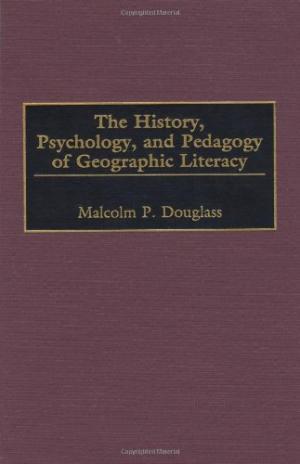 The History,
Psychology, and Pedagogy
of Geographic Literacy
Malcolm P. Douglass